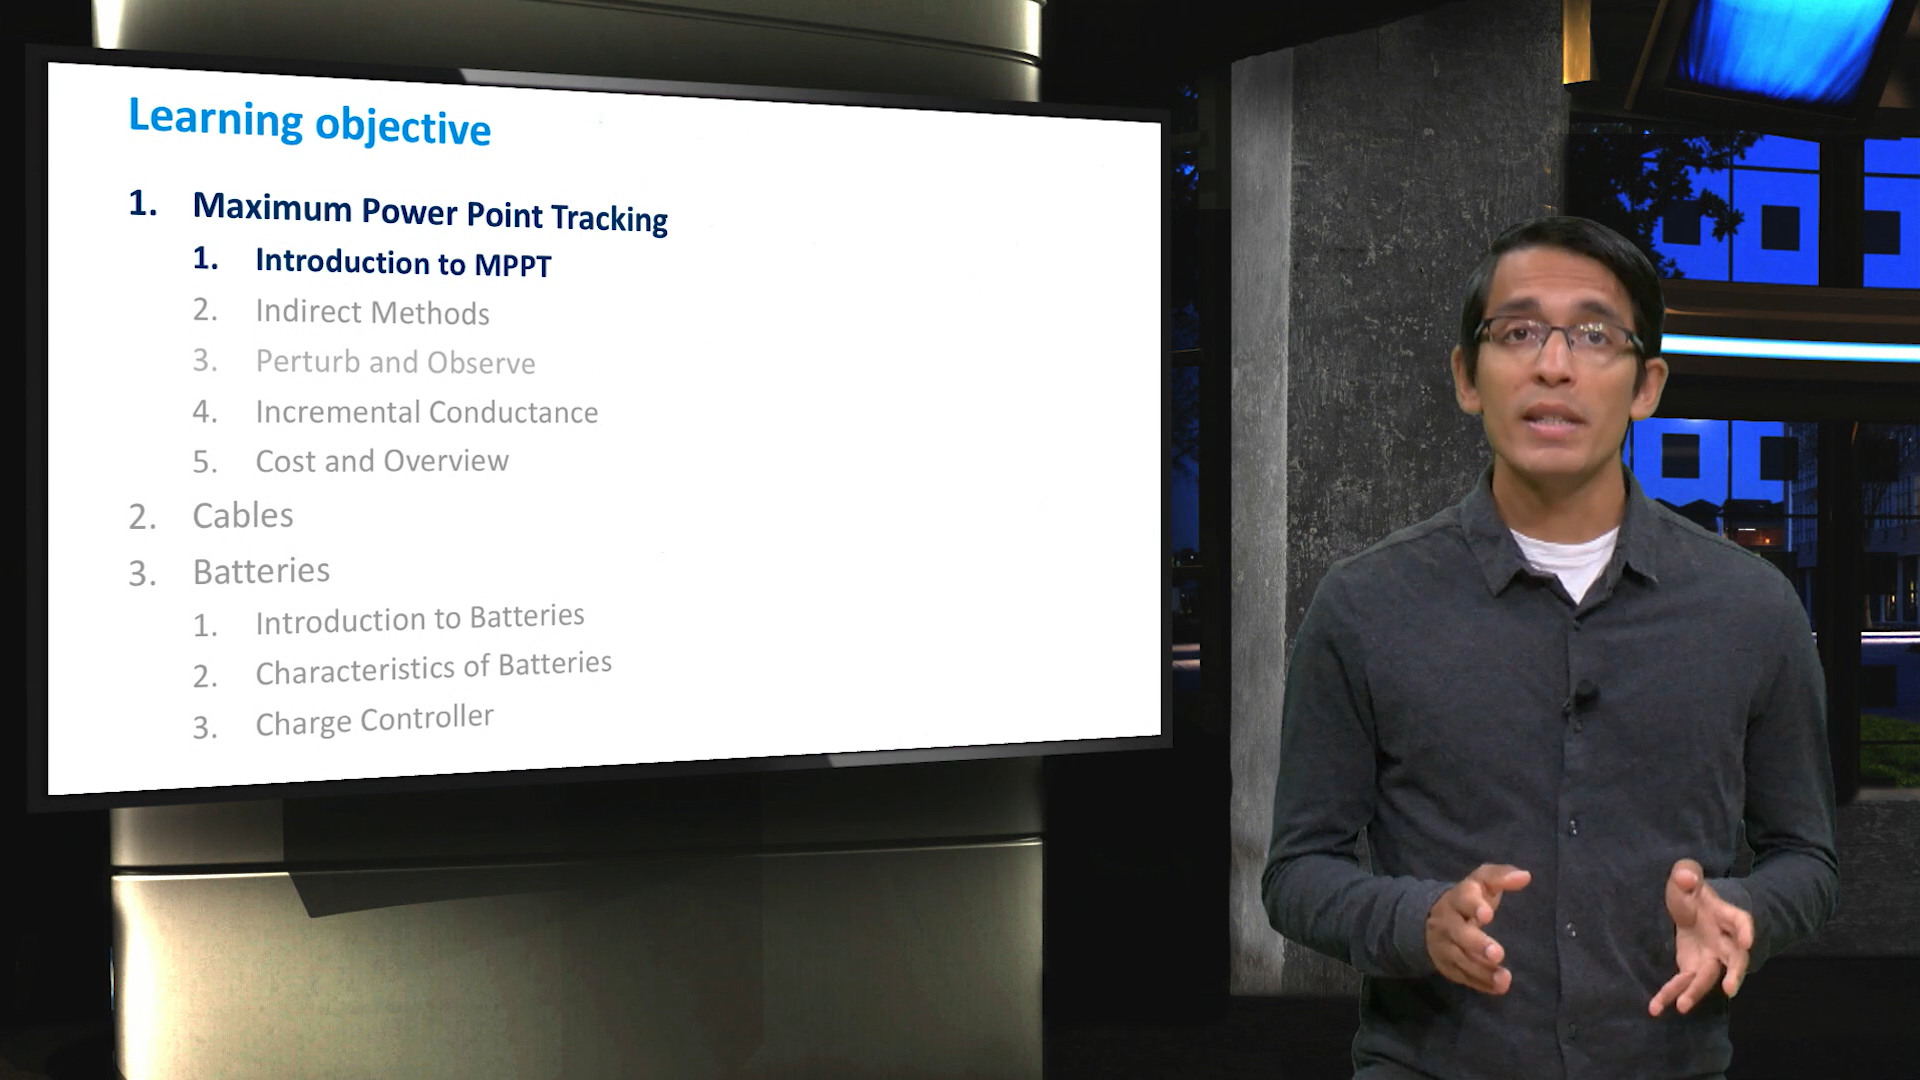 Learning objective
1. Maximum Power Point Tracking
1. Introduction to MPPT
2. Indirect Methods
3. Perturb and Observe
4. Incremental Conductance
5. Cost and Overview
2. Cables
3. Batteries
1. Introduction to Batteries
2. Characteristics of Batteries
3. Charge Controller